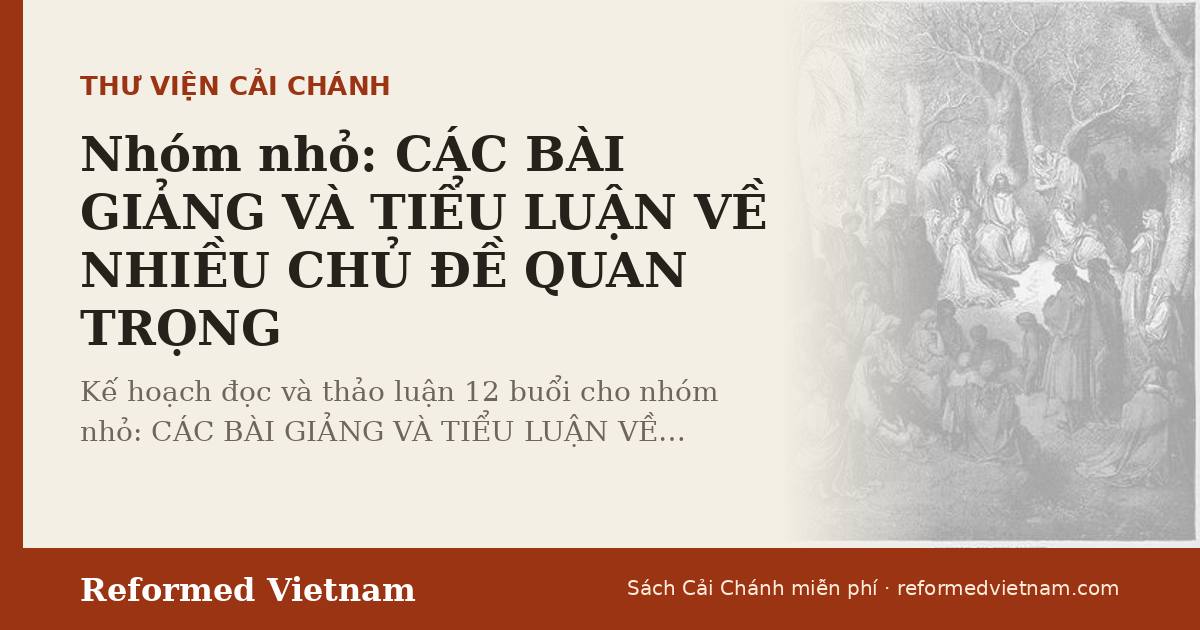 THƯ VIỆN CẢI CHÁNH
Nhóm nhỏ: CÁC BÀI
GIẢNG VÀ TIỂU LUẬN VỀ
NHIỀU CHỦ ĐỀ QUAN
TRỌNG
Kế hoạch đọc và thảo luận 12 buổi cho nhóm
nhỏ: CÁC BÀI GIẢNG VÀ TIỂU LUẬN VỀ...
Reformed Vietnam
Sách Cải Chánh miễn phí · reformedvietnam.com